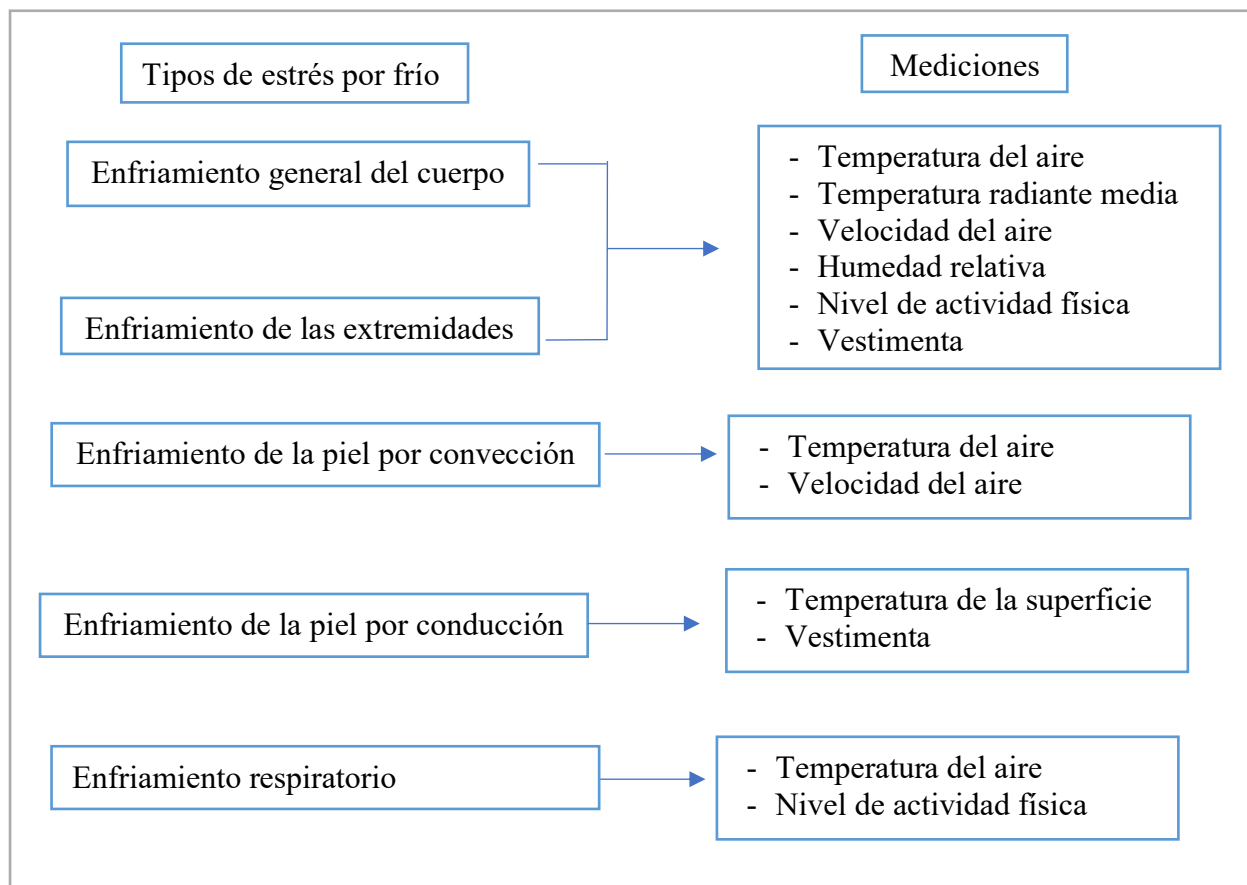 Tipos de estrés por frío
Mediciones
Enfriamiento general del cuerpo
Enfriamiento de las extremidades
- Temperatura del aire
- Temperatura radiante media
- Velocidad del aire
- Humedad relativa
- Nivel de actividad física
- Vestimenta
Enfriamiento de la piel por convección
- Temperatura del aire
- Velocidad del aire
Enfriamiento de la piel por conducción
- Temperatura de la superficie
- Vestimenta
Enfriamiento respiratorio
- Temperatura del aire
- Nivel de actividad física